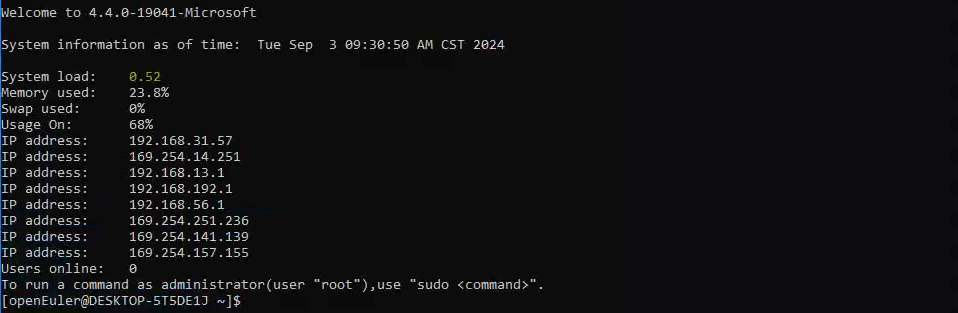 Welcome to 4.4.0-19041-Microsoft
System information as of time:  Tue Sep  3 09:30:50 AM CST 2024
System load:    0.52
Memory used:    23.8%
Swap used:      0%
Usage On:       68%
IP address:     192.168.31.57
IP address:     169.254.14.251
IP address:     192.168.13.1
IP address:     192.168.192.1
IP address:     192.168.56.1
IP address:     169.254.251.236
IP address:     169.254.141.139
IP address:     169.254.157.155
Users online:   0
To run a command as administrator(user "root"),use "sudo <command>".
[openEuler@DESKTOP-5T5DE1J ~]$